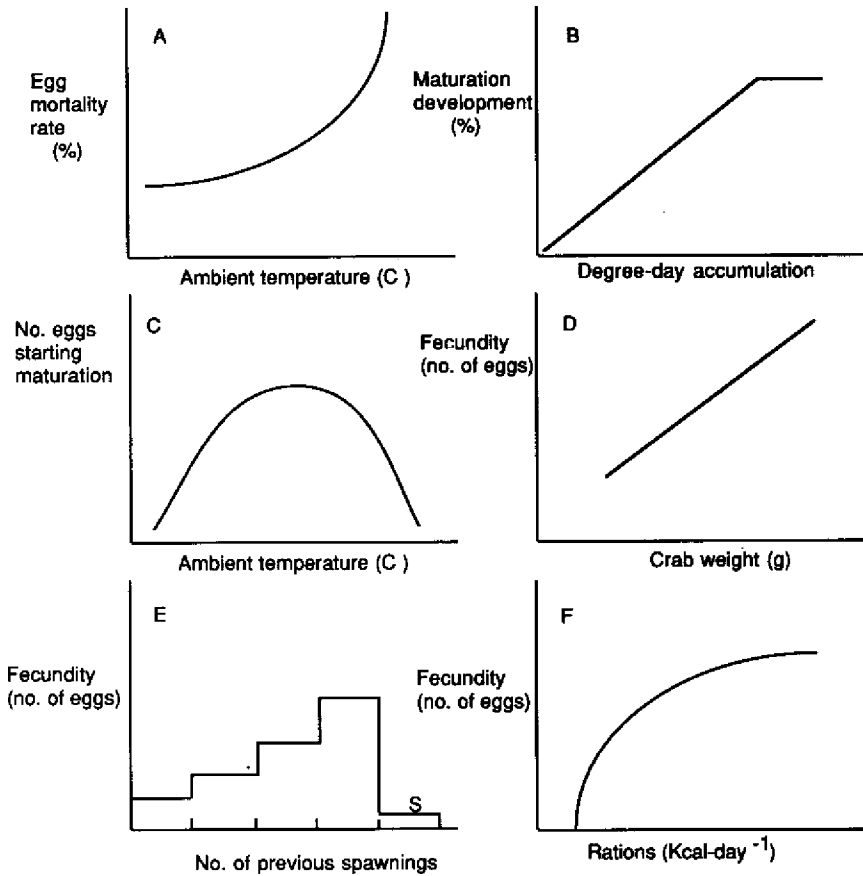 A
Egg
mortality
rate
(%)
Ambient temperature (C )
B
Maturation
development
(%)
Degree-day accumulation
C
No. eggs
starting
maturation
Ambient temperature (C )
D
Fecundity
(no. of eggs)
Crab weight (g)
E
Fecundity
(no. of eggs)
S
No. of previous spawnings
F
Fecundity
(no. of eggs)
Rations (Kcal-day -1)